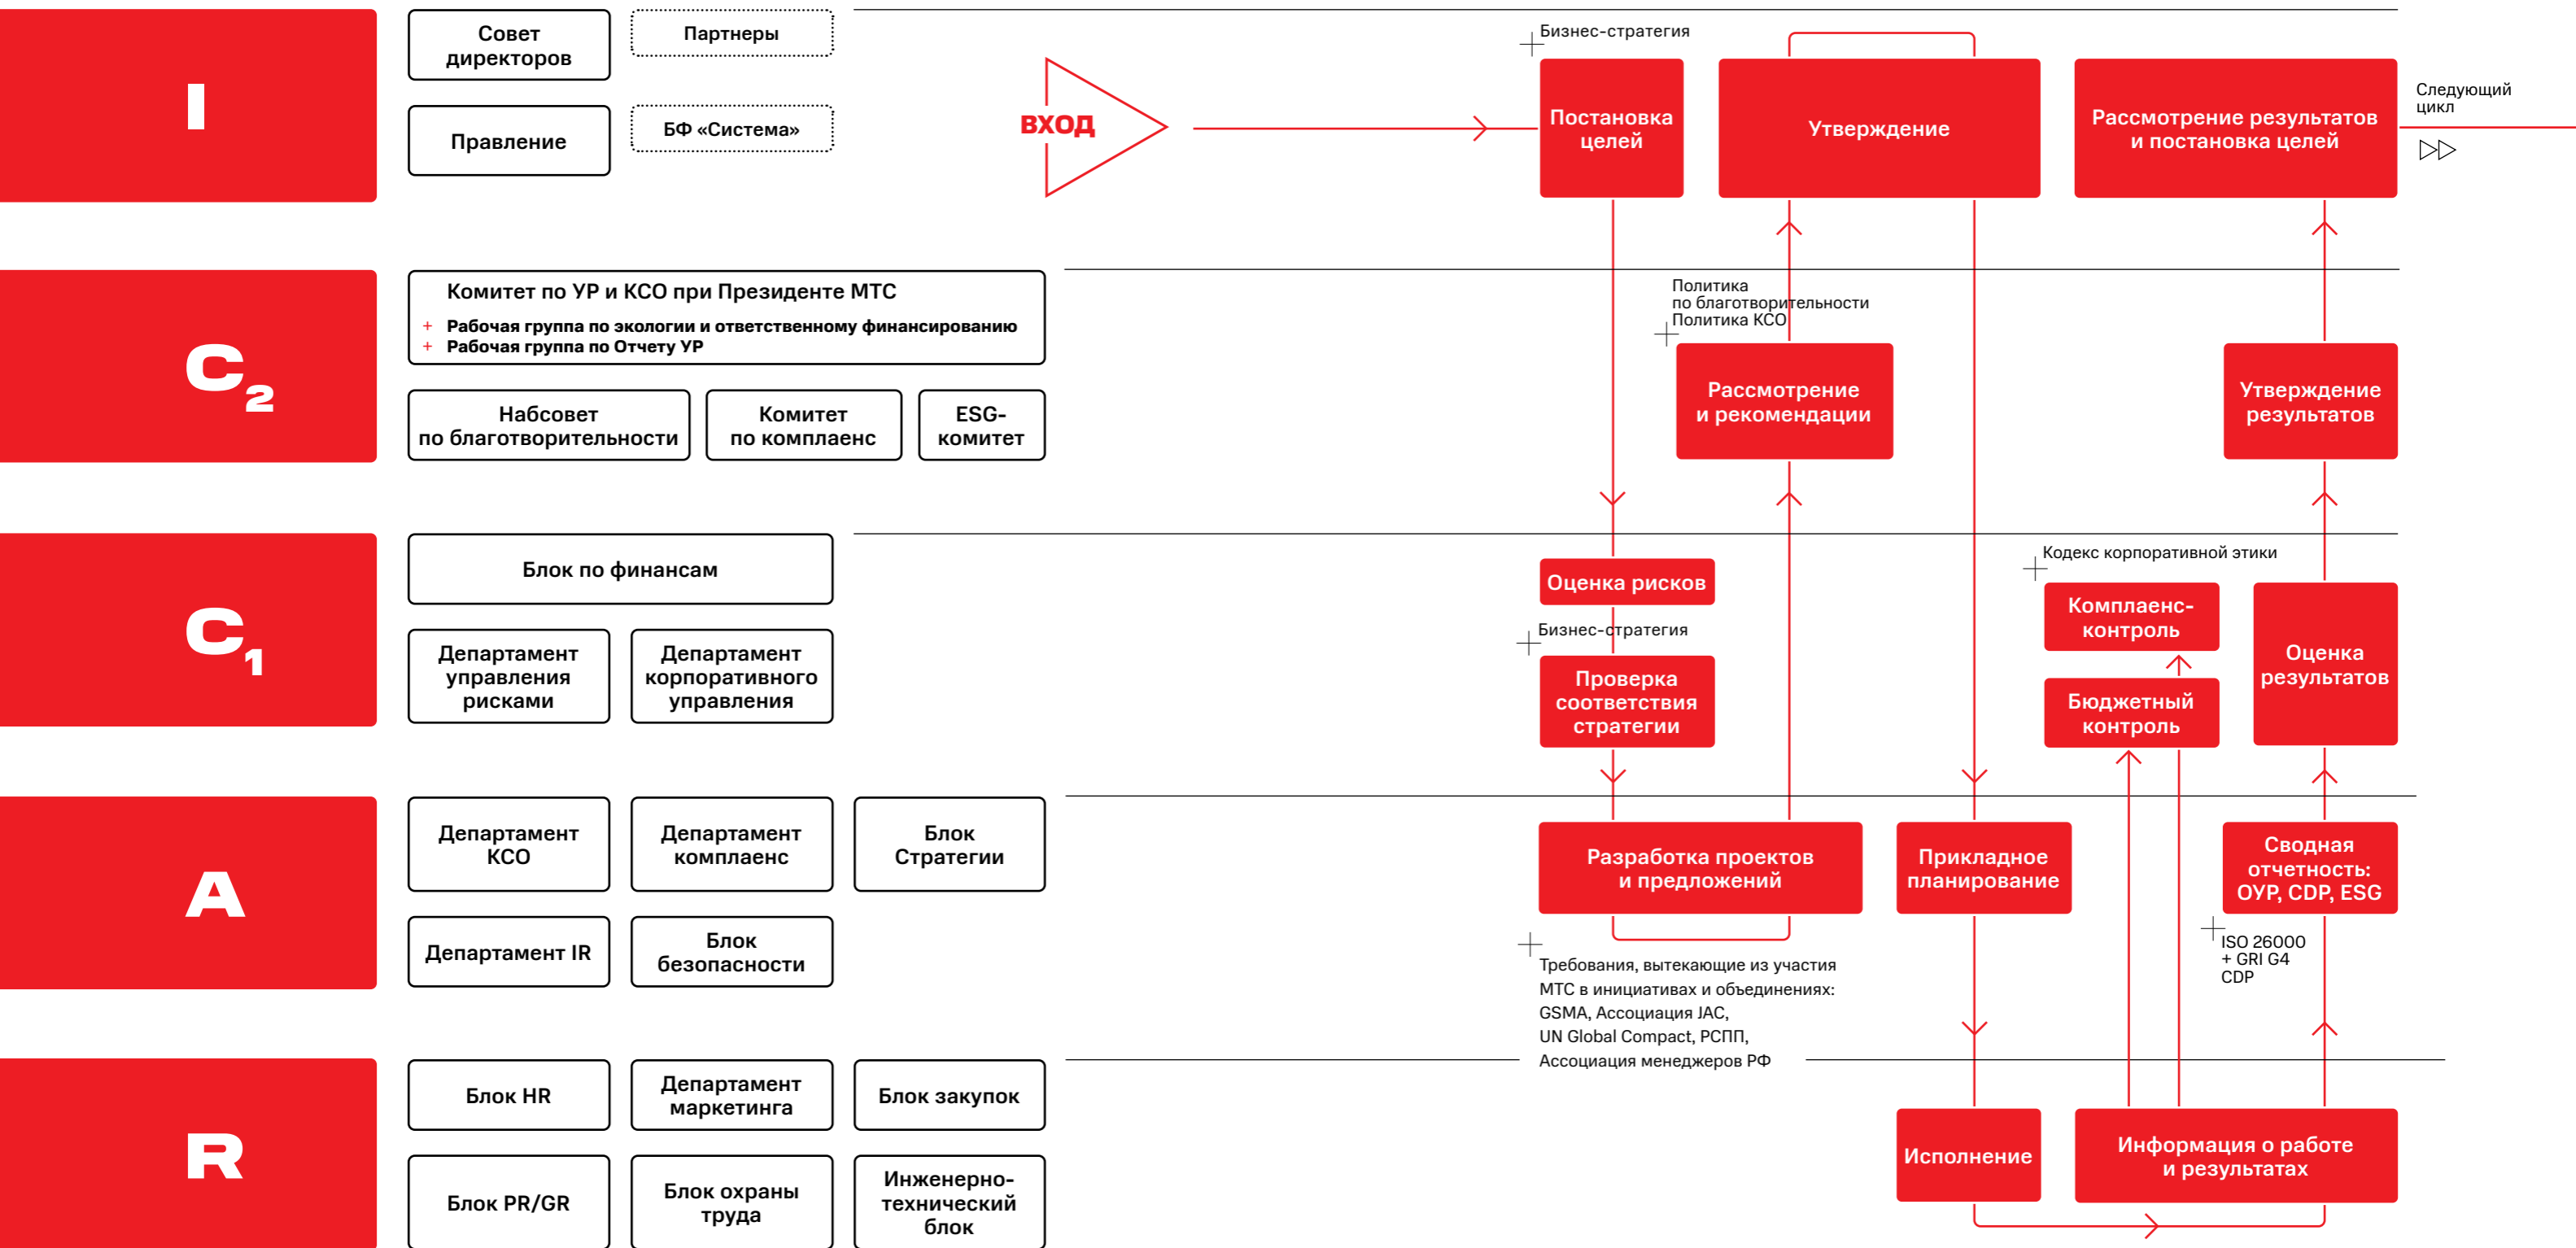 I
Совет
директоров
Партнеры
Правление
БФ «Система»
ВХОД
Бизнес-стратегия
Постановка
целей
Утверждение
Рассмотрение результатов
и постановка целей
Следующий
цикл
C2
Комитет по УР и КСО при Президенте МТС
+ Рабочая группа по экологии и ответственному финансированию
+ Рабочая группа по Отчету УР
Набсовет
по благотворительности
Комитет
по комплаенс
ESG-
комитет
Политика
по благотворительности
Политика КСО
Рассмотрение
и рекомендации
Утверждение
результатов
C1
Блок по финансам
Департамент
управления
рисками
Департамент
корпоративного
управления
Оценка рисков
Бизнес-стратегия
Проверка
соответствия
стратегии
Кодекс корпоративной этики
Комплаенс-
контроль
Бюджетный
контроль
Оценка
результатов
A
Департамент
КСО
Департамент
комплаенс
Блок
Стратегии
Департамент IR
Блок
безопасности
Разработка проектов
и предложений
Требования, вытекающие из участия
МТС в инициативах и объединениях:
GSMA, Ассоциация JAC,
UN Global Compact, РСПП,
Ассоциация менеджеров РФ
Прикладное
планирование
Сводная
отчетность:
ОУР, CDP, ESG
ISO 26000
+ GRI G4
CDP
R
Блок HR
Департамент
маркетинга
Блок закупок
Блок PR/GR
Блок охраны
труда
Инженерно-
технический
блок
Исполнение
Информация о работе
и результатах